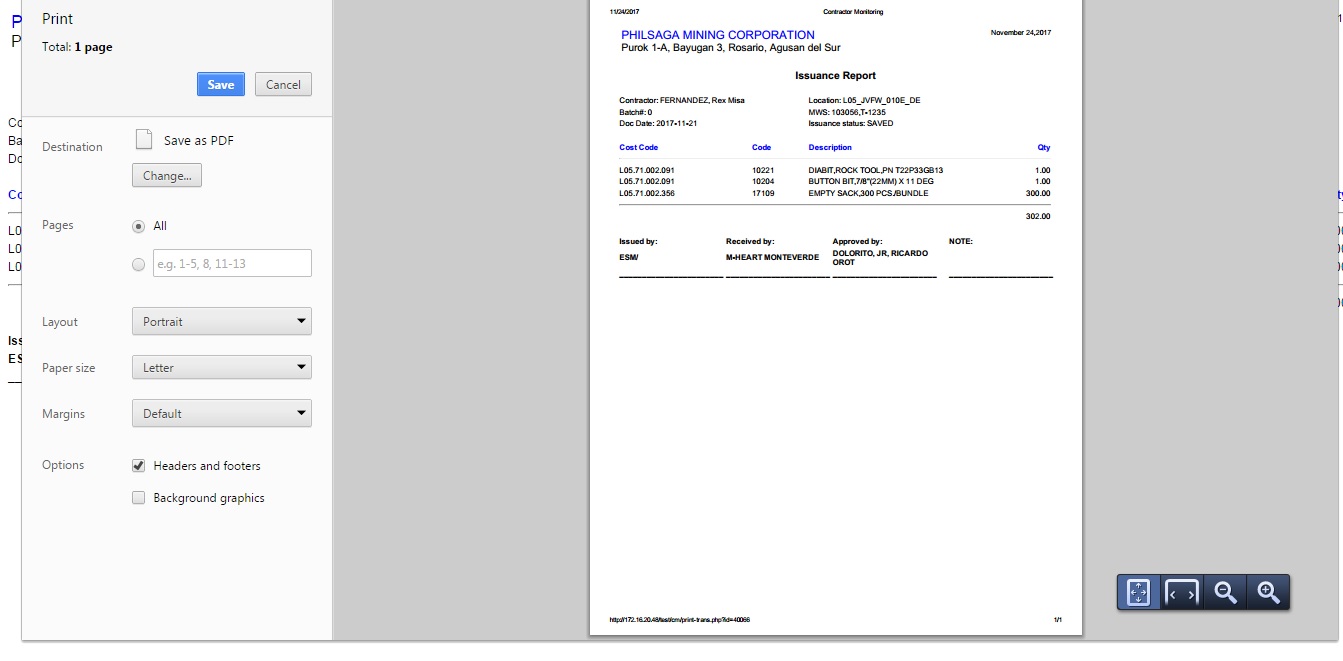 Print
Total: 1 page
Save Cancel
Destination Save as PDF
Change...
Pages All
e.g. 1-5, 8, 11-13
Layout Portrait
Paper size Letter
Margins Default
Options Headers and footers
Background graphics
11/24/2017 Contractor Monitoring
PHILSAGA MINING CORPORATION November 24,2017
Purok 1-A, Bayugan 3, Rosario, Agusan del Sur
Issuance Report
Contractor: FERNANDEZ, Rex Misa Location: L05_JVFW_010E_DE
Batch#: 0 MWS: 103056,T-1235
Doc Date: 2017-11-21 Issuance status: SAVED
Cost Code Code Description Qty
L05.71.002.091 10221 DIABIT,ROCK TOOL,PN T22P33GB13 1.00
L05.71.002.091 10204 BUTTON BIT,7/8"(22MM) X 11 DEG 1.00
L05.71.002.356 17109 EMPTY SACK,300 PCS/BUNDLE 300.00
302.00
Issued by: Received by: Approved by: NOTE:
ESM/ M-HEART MONTEVERDE DOLORITO, JR, RICARDO
OROT
http://172.16.20.48/test/cm/print-trans.php?id=40066 1/1